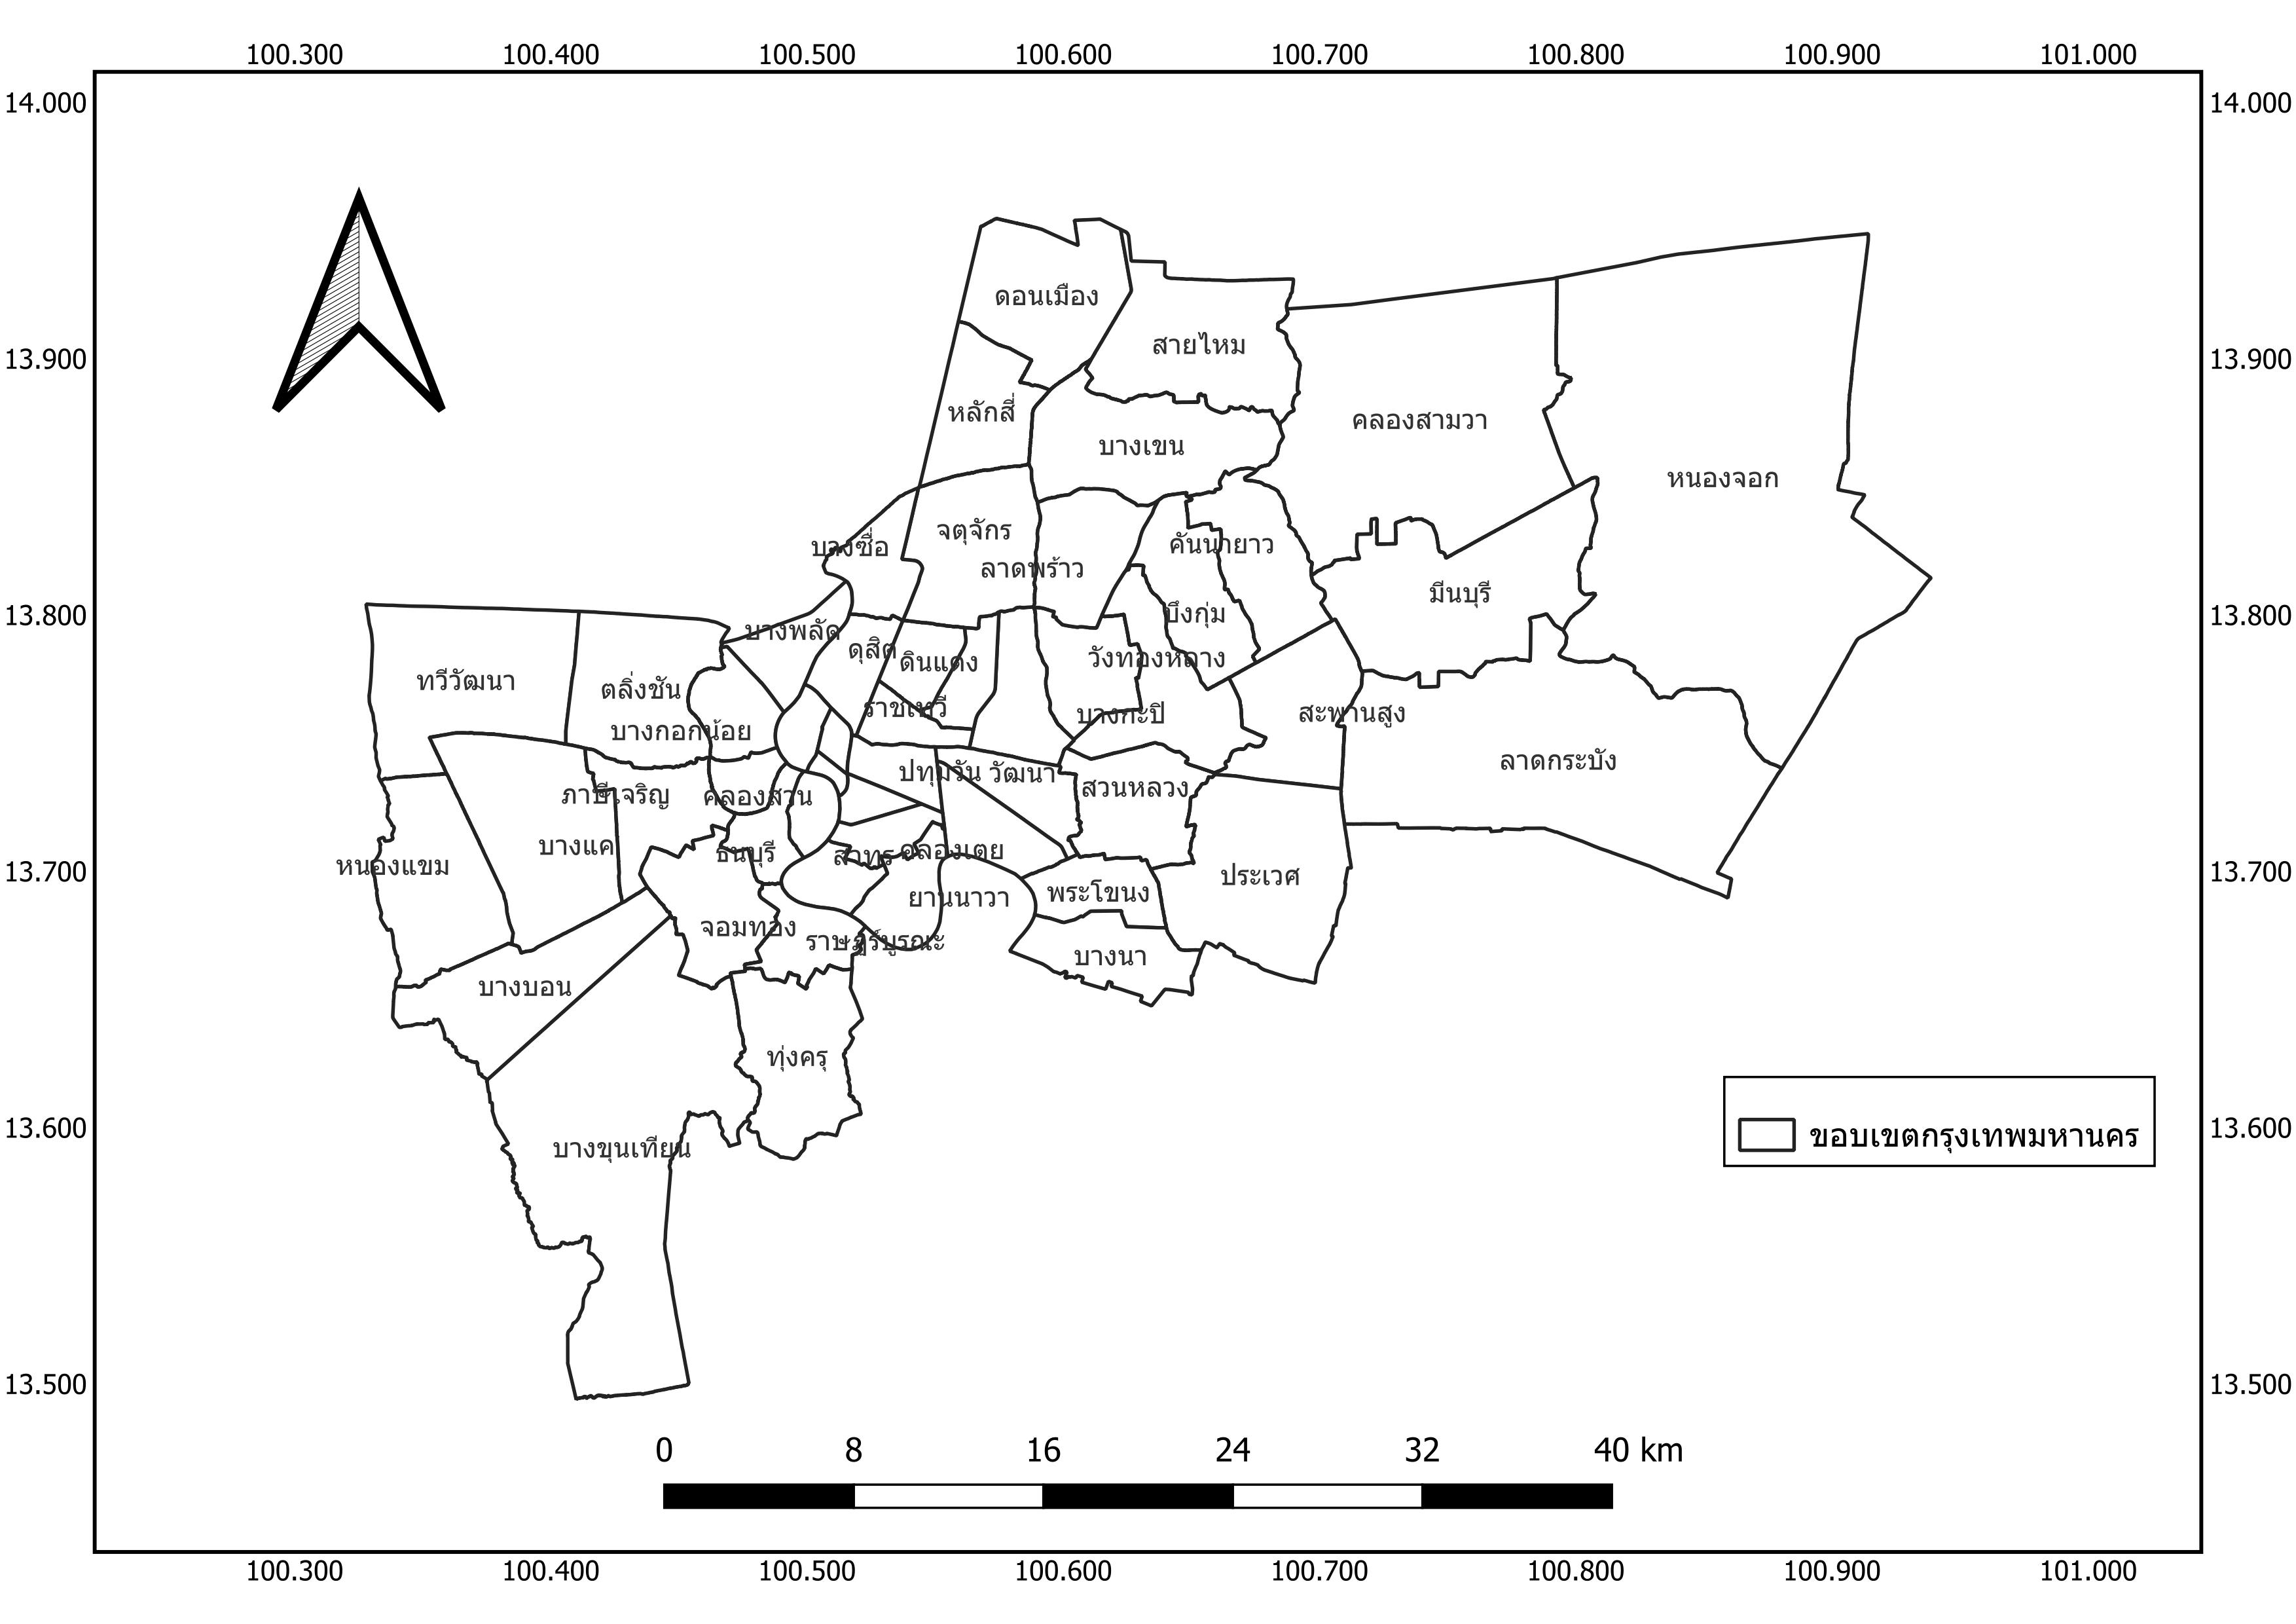 100.300 100.400 100.500 100.600 100.700 100.800 100.900 101.000
14.000 14.000
ดอนเมือง
สายไหม
13.900 13.900
หลักสี่
คลองสามวา
บางเขน
หนองจอก
จตุจักร
บางซื่อ
คันนายาว
ลาดพร้าว
มีนบุรี
13.800 13.800
บึงกุ่ม
บางพลัด
ดุสิต
ดินแดง
วังทองหลาง
ทวีวัฒนา
ตลิ่งชัน
ราชเทวี
บางกะปิ
สะพานสูง
บางกอกน้อย
ลาดกระบัง
ปทุมวัน
วัฒนา
สวนหลวง
ภาษีเจริญ
คลองสาน
บางแค
ธนบุรี
สาทร
คลองเตย
หนองแขม
13.700 13.700
ประเวศ
พระโขนง
ยานนาวา
จอมทอง
ราษฎร์บูรณะ
บางนา
บางบอน
ทุ่งครุ
13.600 13.600
ขอบเขตกรุงเทพมหานคร
บางขุนเทียน
13.500 13.500
0 8 16 24 32 40 km
100.300 100.400 100.500 100.600 100.700 100.800 100.900 101.000